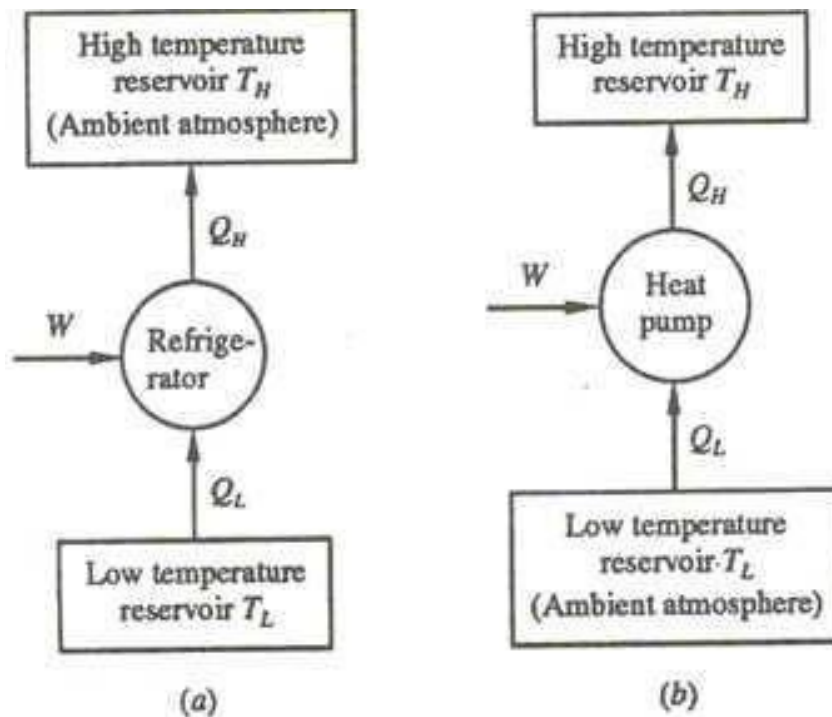 High temperature
reservoir T_H
(Ambient atmosphere)
Q_H
W
Refrige-
rator
Q_L
Low temperature
reservoir T_L
(a)
High temperature
reservoir T_H
Q_H
W
Heat
pump
Q_L
Low temperature
reservoir T_L
(Ambient atmosphere)
(b)